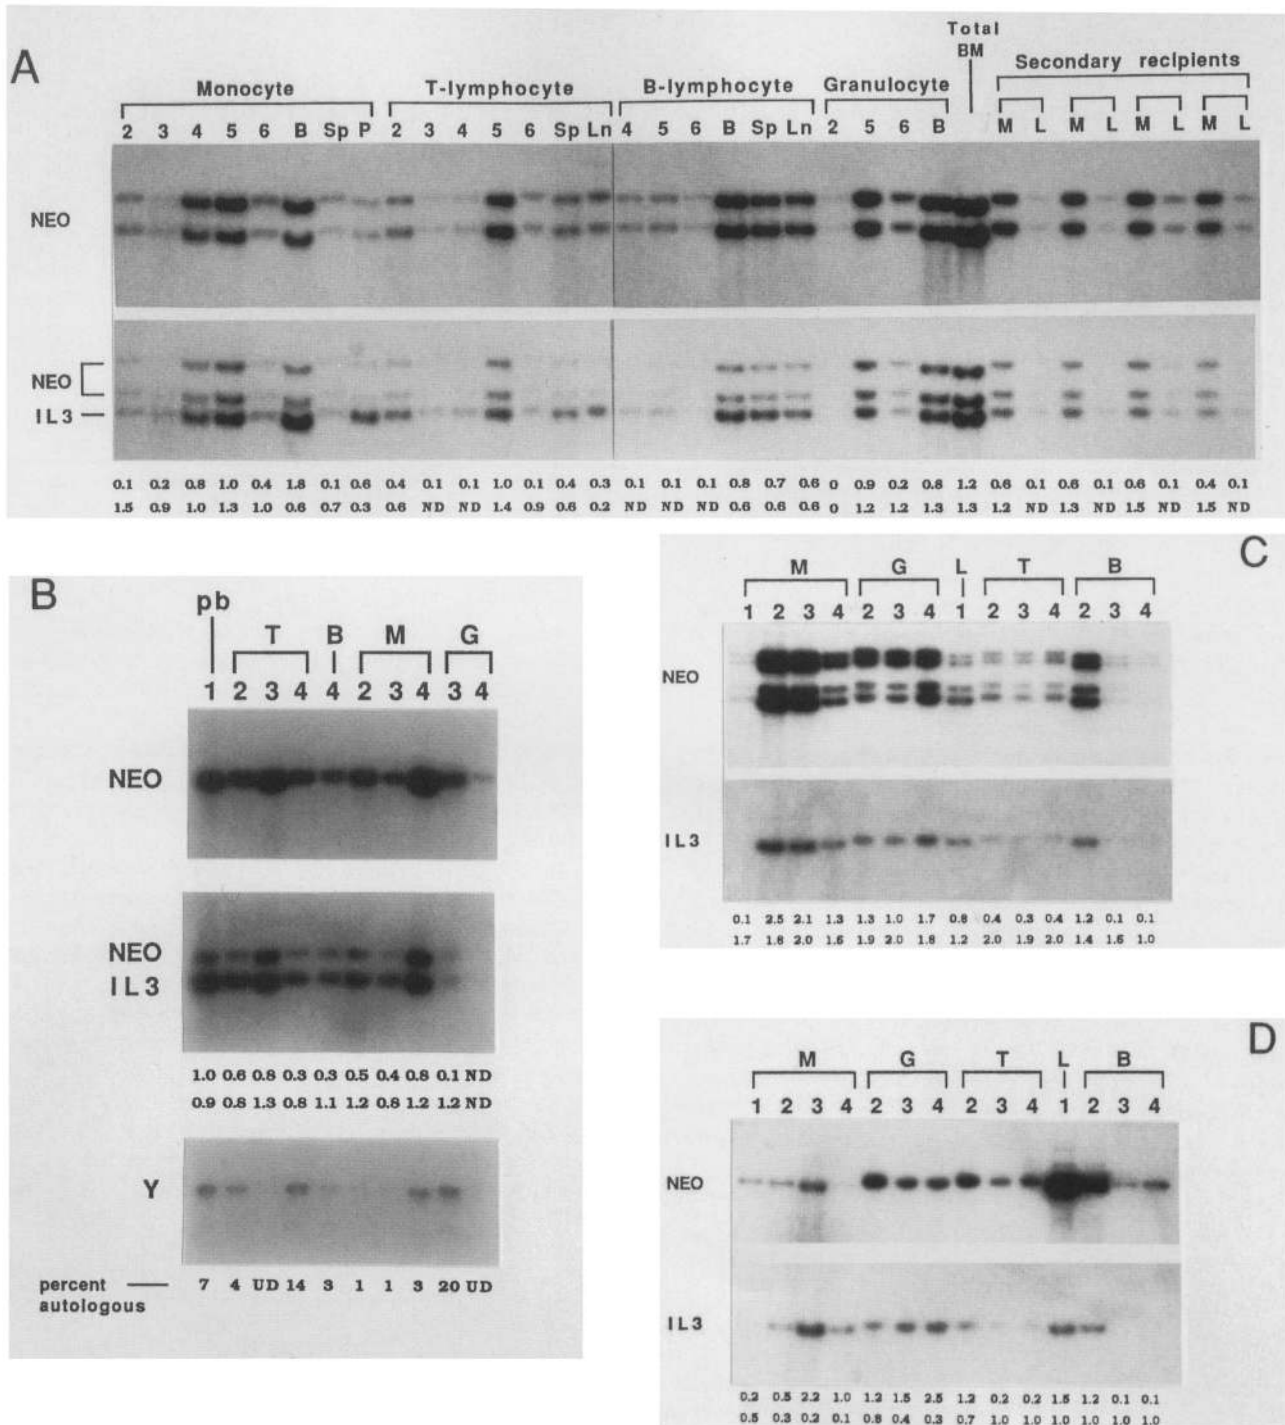 A
Total
BM
Monocyte T-lymphocyte B-lymphocyte Granulocyte Secondary recipients
2 3 4 5 6 B Sp P 2 3 4 5 6 Sp Ln 4 5 6 B Sp Ln 2 5 6 B M L M L M L M L
NEO
NEO
IL3
0.1 0.2 0.8 1.0 0.4 1.8 0.1 0.6 0.4 0.1 0.1 1.0 0.1 0.4 0.3 0.1 0.1 0.1 0.8 0.7 0.6 0 0.9 0.2 0.8 1.2 0.6 0.1 0.6 0.1 0.6 0.1 0.4 0.1
1.5 0.9 1.0 1.3 1.0 0.6 0.7 0.3 0.6 ND ND 1.4 0.9 0.6 0.2 ND ND ND 0.6 0.6 0.6 0 1.2 1.2 1.3 1.3 1.2 ND 1.3 ND 1.5 ND 1.5 ND
B
pb
T B M G
1 2 3 4 4 2 3 4 3 4
NEO
NEO
IL3
1.0 0.6 0.8 0.3 0.3 0.5 0.4 0.8 0.1 ND
0.9 0.8 1.3 0.8 1.1 1.2 0.8 1.2 1.2 ND
Y
percent autologous 7 4 UD 14 3 1 1 3 20 UD
C
M G L T B
1 2 3 4 2 3 4 1 2 3 4 2 3 4
NEO
IL3
0.1 2.5 2.1 1.3 1.3 1.0 1.7 0.8 0.4 0.3 0.4 1.2 0.1 0.1
1.7 1.8 2.0 1.6 1.9 2.0 1.8 1.2 2.0 1.9 2.0 1.4 1.6 1.0
D
M G T L B
1 2 3 4 2 3 4 2 3 4 1 2 3 4
NEO
IL3
0.2 0.5 2.2 1.0 1.2 1.5 2.5 1.2 0.2 0.2 1.5 1.2 0.1 0.1
0.5 0.3 0.2 0.1 0.8 0.4 0.3 0.7 1.0 1.0 1.0 1.0 1.0 1.0